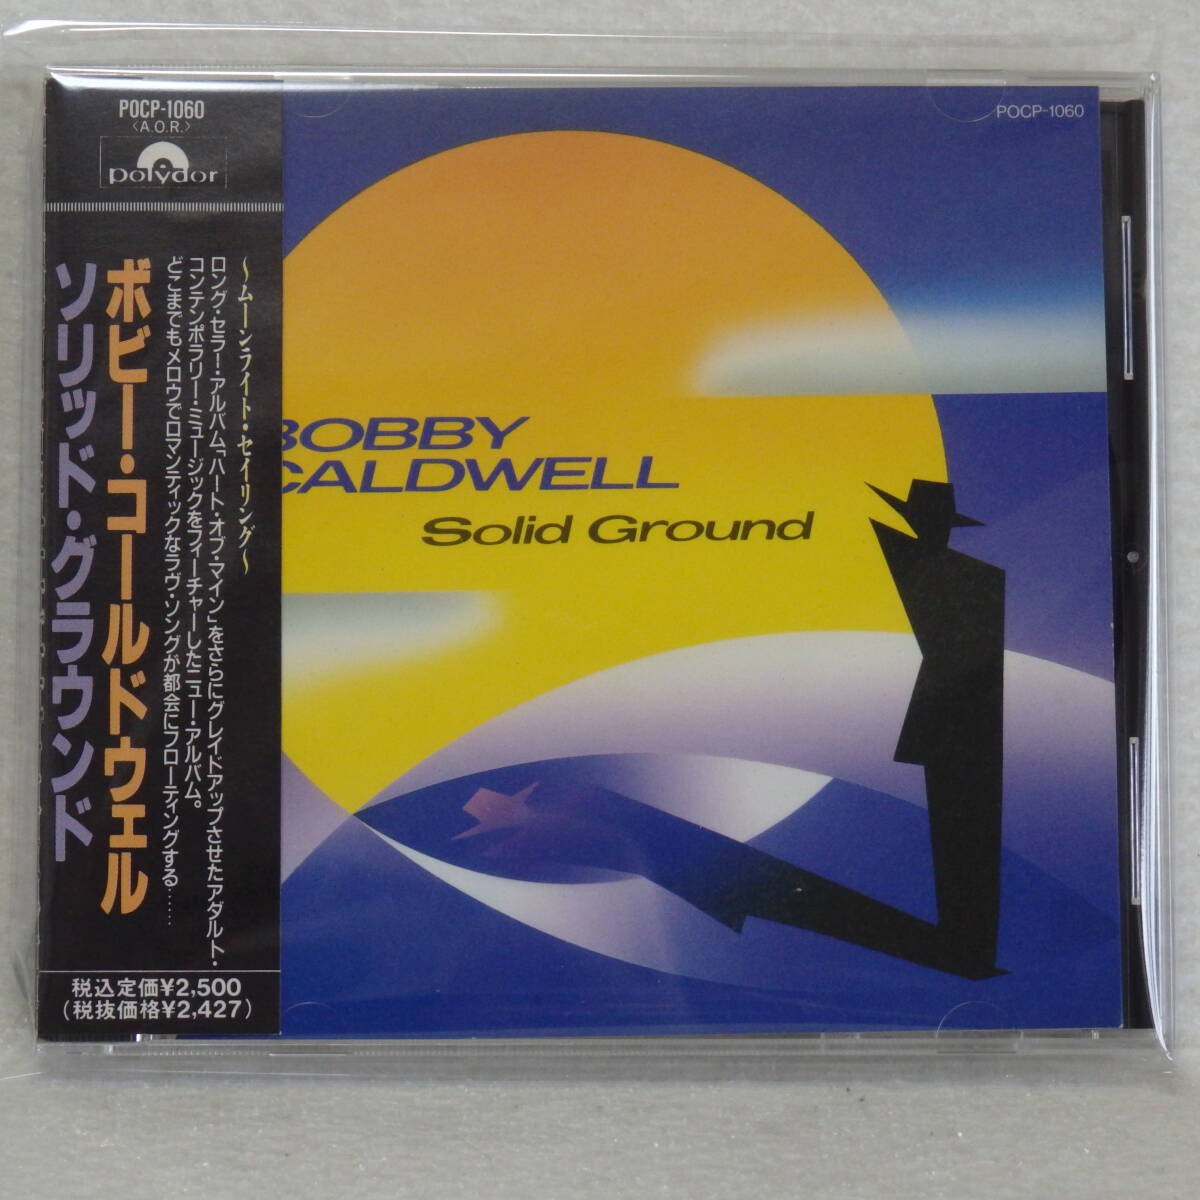 POCP-1060
〈A.O.R.〉
polydor
〜ムーン・ライト・セイリング〜
ロング・セラー・アルバム「ハート・オブ・マイン」をさらにグレイドアップさせたアダルト・
コンテンポラリー・ミュージックをフィーチャーしたニュー・アルバム。
どこまでもメロウでロマンティックなラヴ・ソングが都会にフローティングする……
ボビー・コールドウェル
ソリッド・グラウンド
税込定価¥2,500
(税抜価格¥2,427)
POCP-1060
BOBBY
CALDWELL
Solid Ground